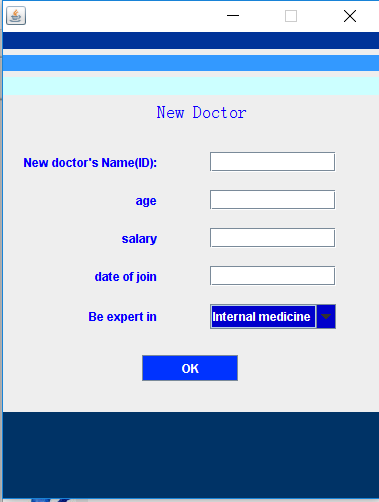 New Doctor
New doctor's Name(ID):
age
salary
date of join
Be expert in Internal medicine
OK